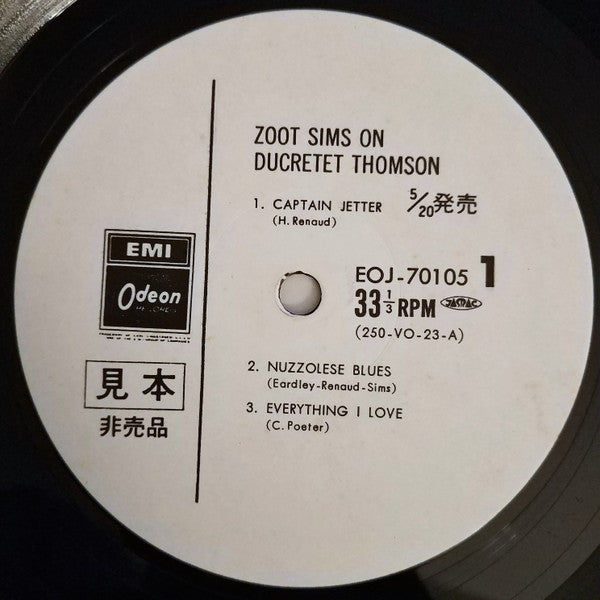 ZOOT SIMS ON
DUCRETET THOMSON
1. CAPTAIN JETTER 5/20発売
(H. Renaud)
EMI
Odeon
EOJ-70105 1
33 1/3 RPM JASRAC
(250-VO-23-A)
見本
非売品
2. NUZZOLESE BLUES
(Eardley-Renaud-Sims)
3. EVERYTHING I LOVE
(C. Poeter)